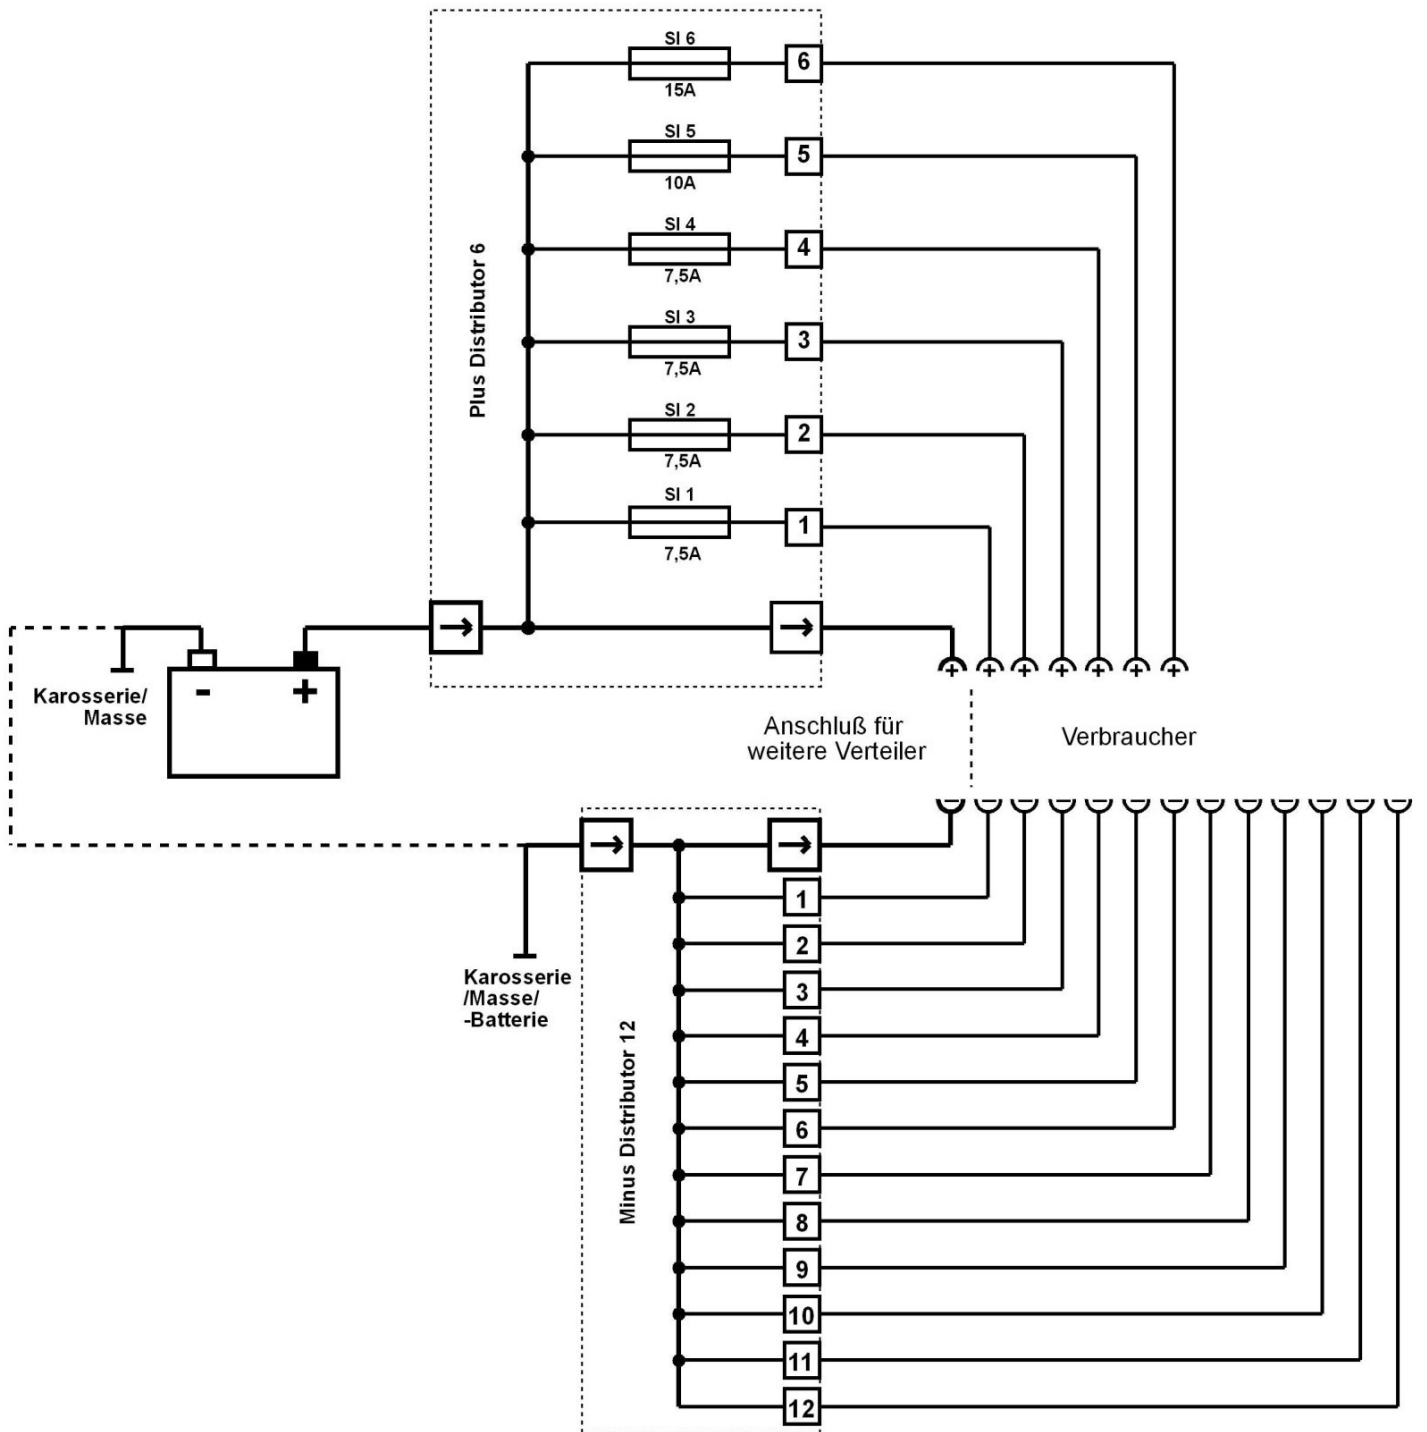 SI 6
6
15A
SI 5
5
10A
SI 4
4
7,5A
SI 3
3
7,5A
SI 2
2
7,5A
SI 1
1
7,5A
Plus Distributor 6
→
→
-
+
Karosserie/
Masse
+
+
+
+
+
+
+
Anschluß für
weitere Verteiler
Verbraucher
−
−
−
−
−
−
−
−
−
−
−
−
−
→
→
1
2
3
4
5
6
7
8
9
10
11
12
Karosserie
/Masse/
-Batterie
Minus Distributor 12